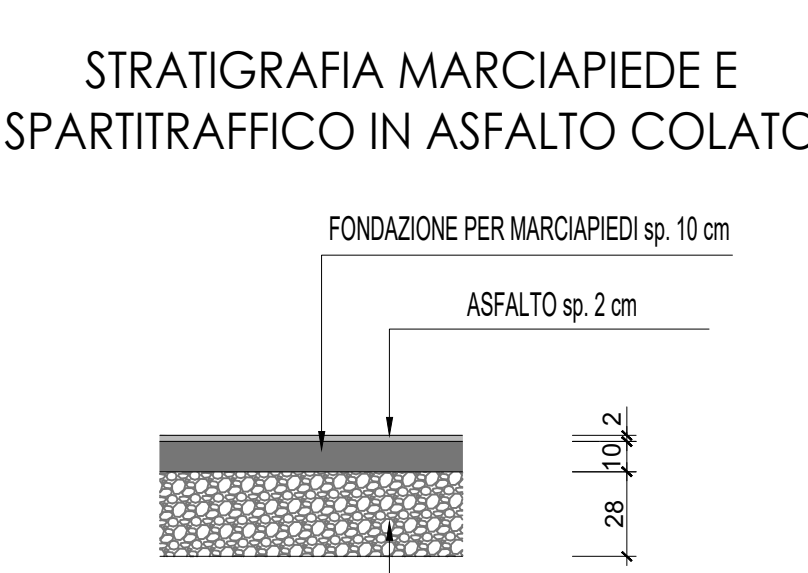 STRATIGRAFIA MARCIAPIEDE E
SPARTITRAFFICO IN ASFALTO COLATO
FONDAZIONE PER MARCIAPIEDI sp. 10 cm
ASFALTO sp. 2 cm
2
10
28